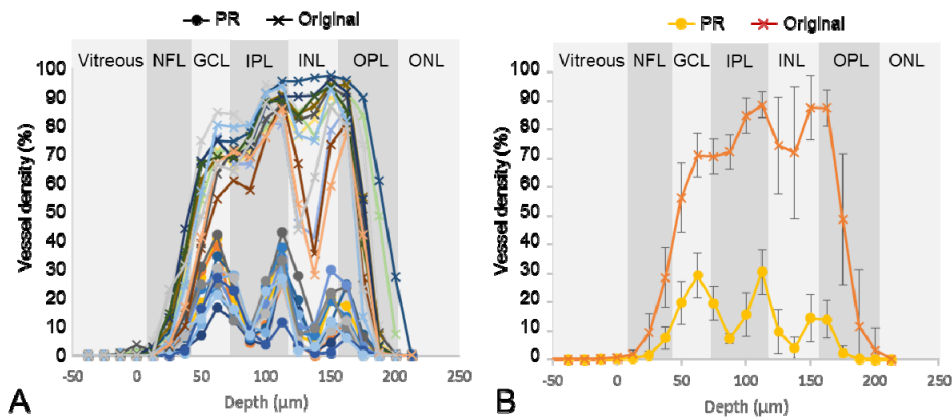 PR Original
Vitreous NFL GCL IPL INL OPL ONL
Vessel density (%)
100
90
80
70
60
50
40
30
20
10
0
-50 0 50 100 150 200 250
Depth (μm)
A
PR Original
Vitreous NFL GCL IPL INL OPL ONL
Vessel density (%)
100
90
80
70
60
50
40
30
20
10
0
-50 0 50 100 150 200 250
Depth (μm)
B